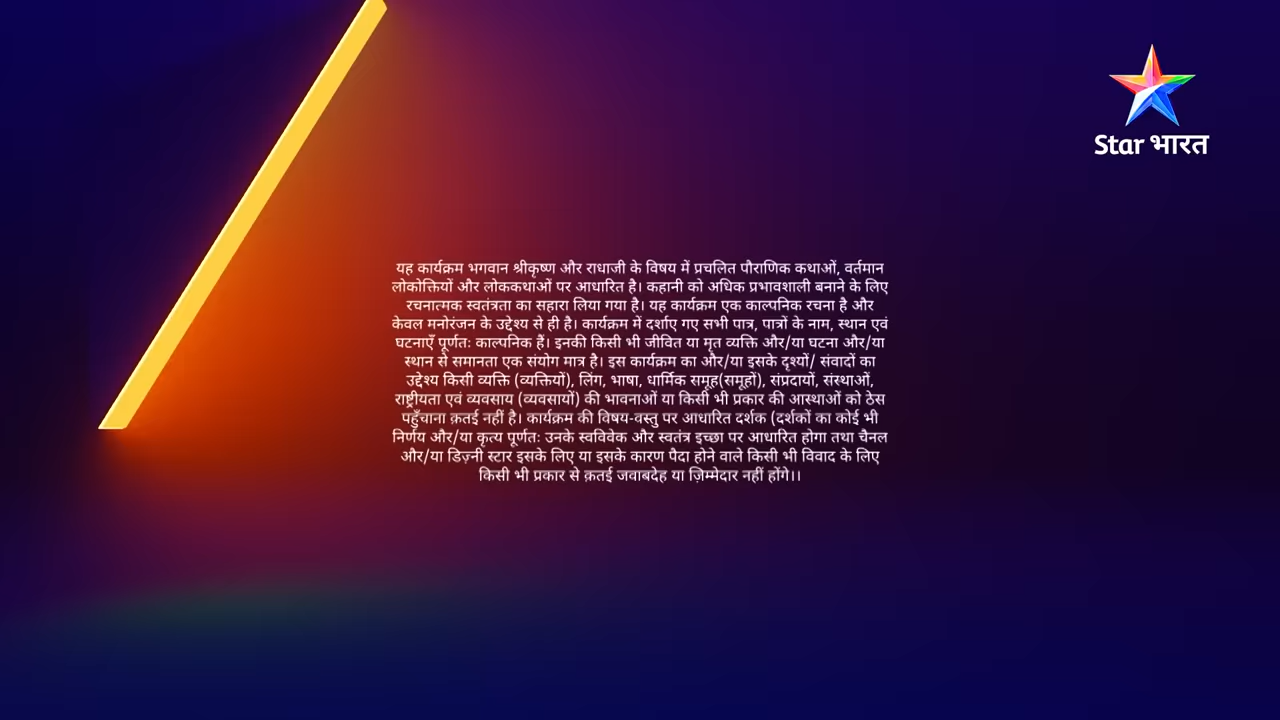 Star भारत
यह कार्यक्रम भगवान श्रीकृष्ण और राधाजी के विषय में प्रचलित पौराणिक कथाओं, वर्तमान
लोकोक्तियों और लोककथाओं पर आधारित है। कहानी को अधिक प्रभावशाली बनाने के लिए
रचनात्मक स्वतंत्रता का सहारा लिया गया है। यह कार्यक्रम एक काल्पनिक रचना है और
केवल मनोरंजन के उद्देश्य से ही है। कार्यक्रम में दर्शाए गए सभी पात्र, पात्रों के नाम, स्थान एवं
घटनाएँ पूर्णतः काल्पनिक हैं। इनकी किसी भी जीवित या मृत व्यक्ति और/या घटना और/या
स्थान से समानता एक संयोग मात्र है। इस कार्यक्रम का और/या इसके दृश्यों/ संवादों का
उद्देश्य किसी व्यक्ति (व्यक्तियों), लिंग, भाषा, धार्मिक समूह(समूहों), संप्रदायों, संस्थाओं,
राष्ट्रीयता एवं व्यवसाय (व्यवसायों) की भावनाओं या किसी भी प्रकार की आस्थाओं को ठेस
पहुँचाना क़तई नहीं है। कार्यक्रम की विषय-वस्तु पर आधारित दर्शक (दर्शकों का कोई भी
निर्णय और/या कृत्य पूर्णतः उनके स्वविवेक और स्वतंत्र इच्छा पर आधारित होगा तथा चैनल
और/या डिज़्नी स्टार इसके लिए या इसके कारण पैदा होने वाले किसी भी विवाद के लिए
किसी भी प्रकार से क़तई जवाबदेह या ज़िम्मेदार नहीं होंगे।।